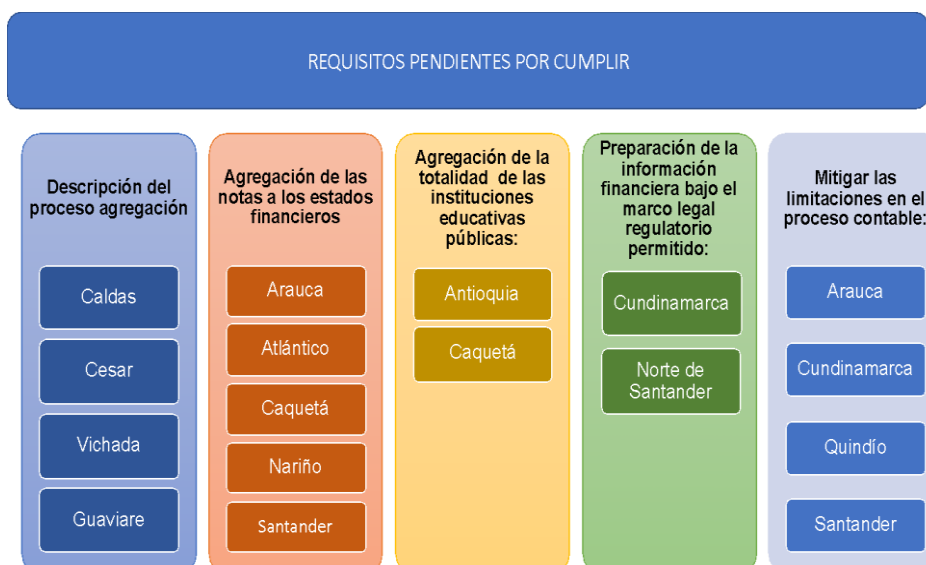 REQUISITOS PENDIENTES POR CUMPLIR
Descripción del
proceso agregación
Caldas
Cesar
Vichada
Guaviare
Agregación de las
notas a los estados
financieros
Arauca
Atlántico
Caquetá
Nariño
Santander
Agregación de la
totalidad de las
instituciones
educativas
públicas:
Antioquia
Caquetá
Preparación de la
información
financiera bajo el
marco legal
regulatorio
permitido:
Cundinamarca
Norte de
Santander
Mitigar las
limitaciones en el
proceso contable:
Arauca
Cundinamarca
Quindío
Santander